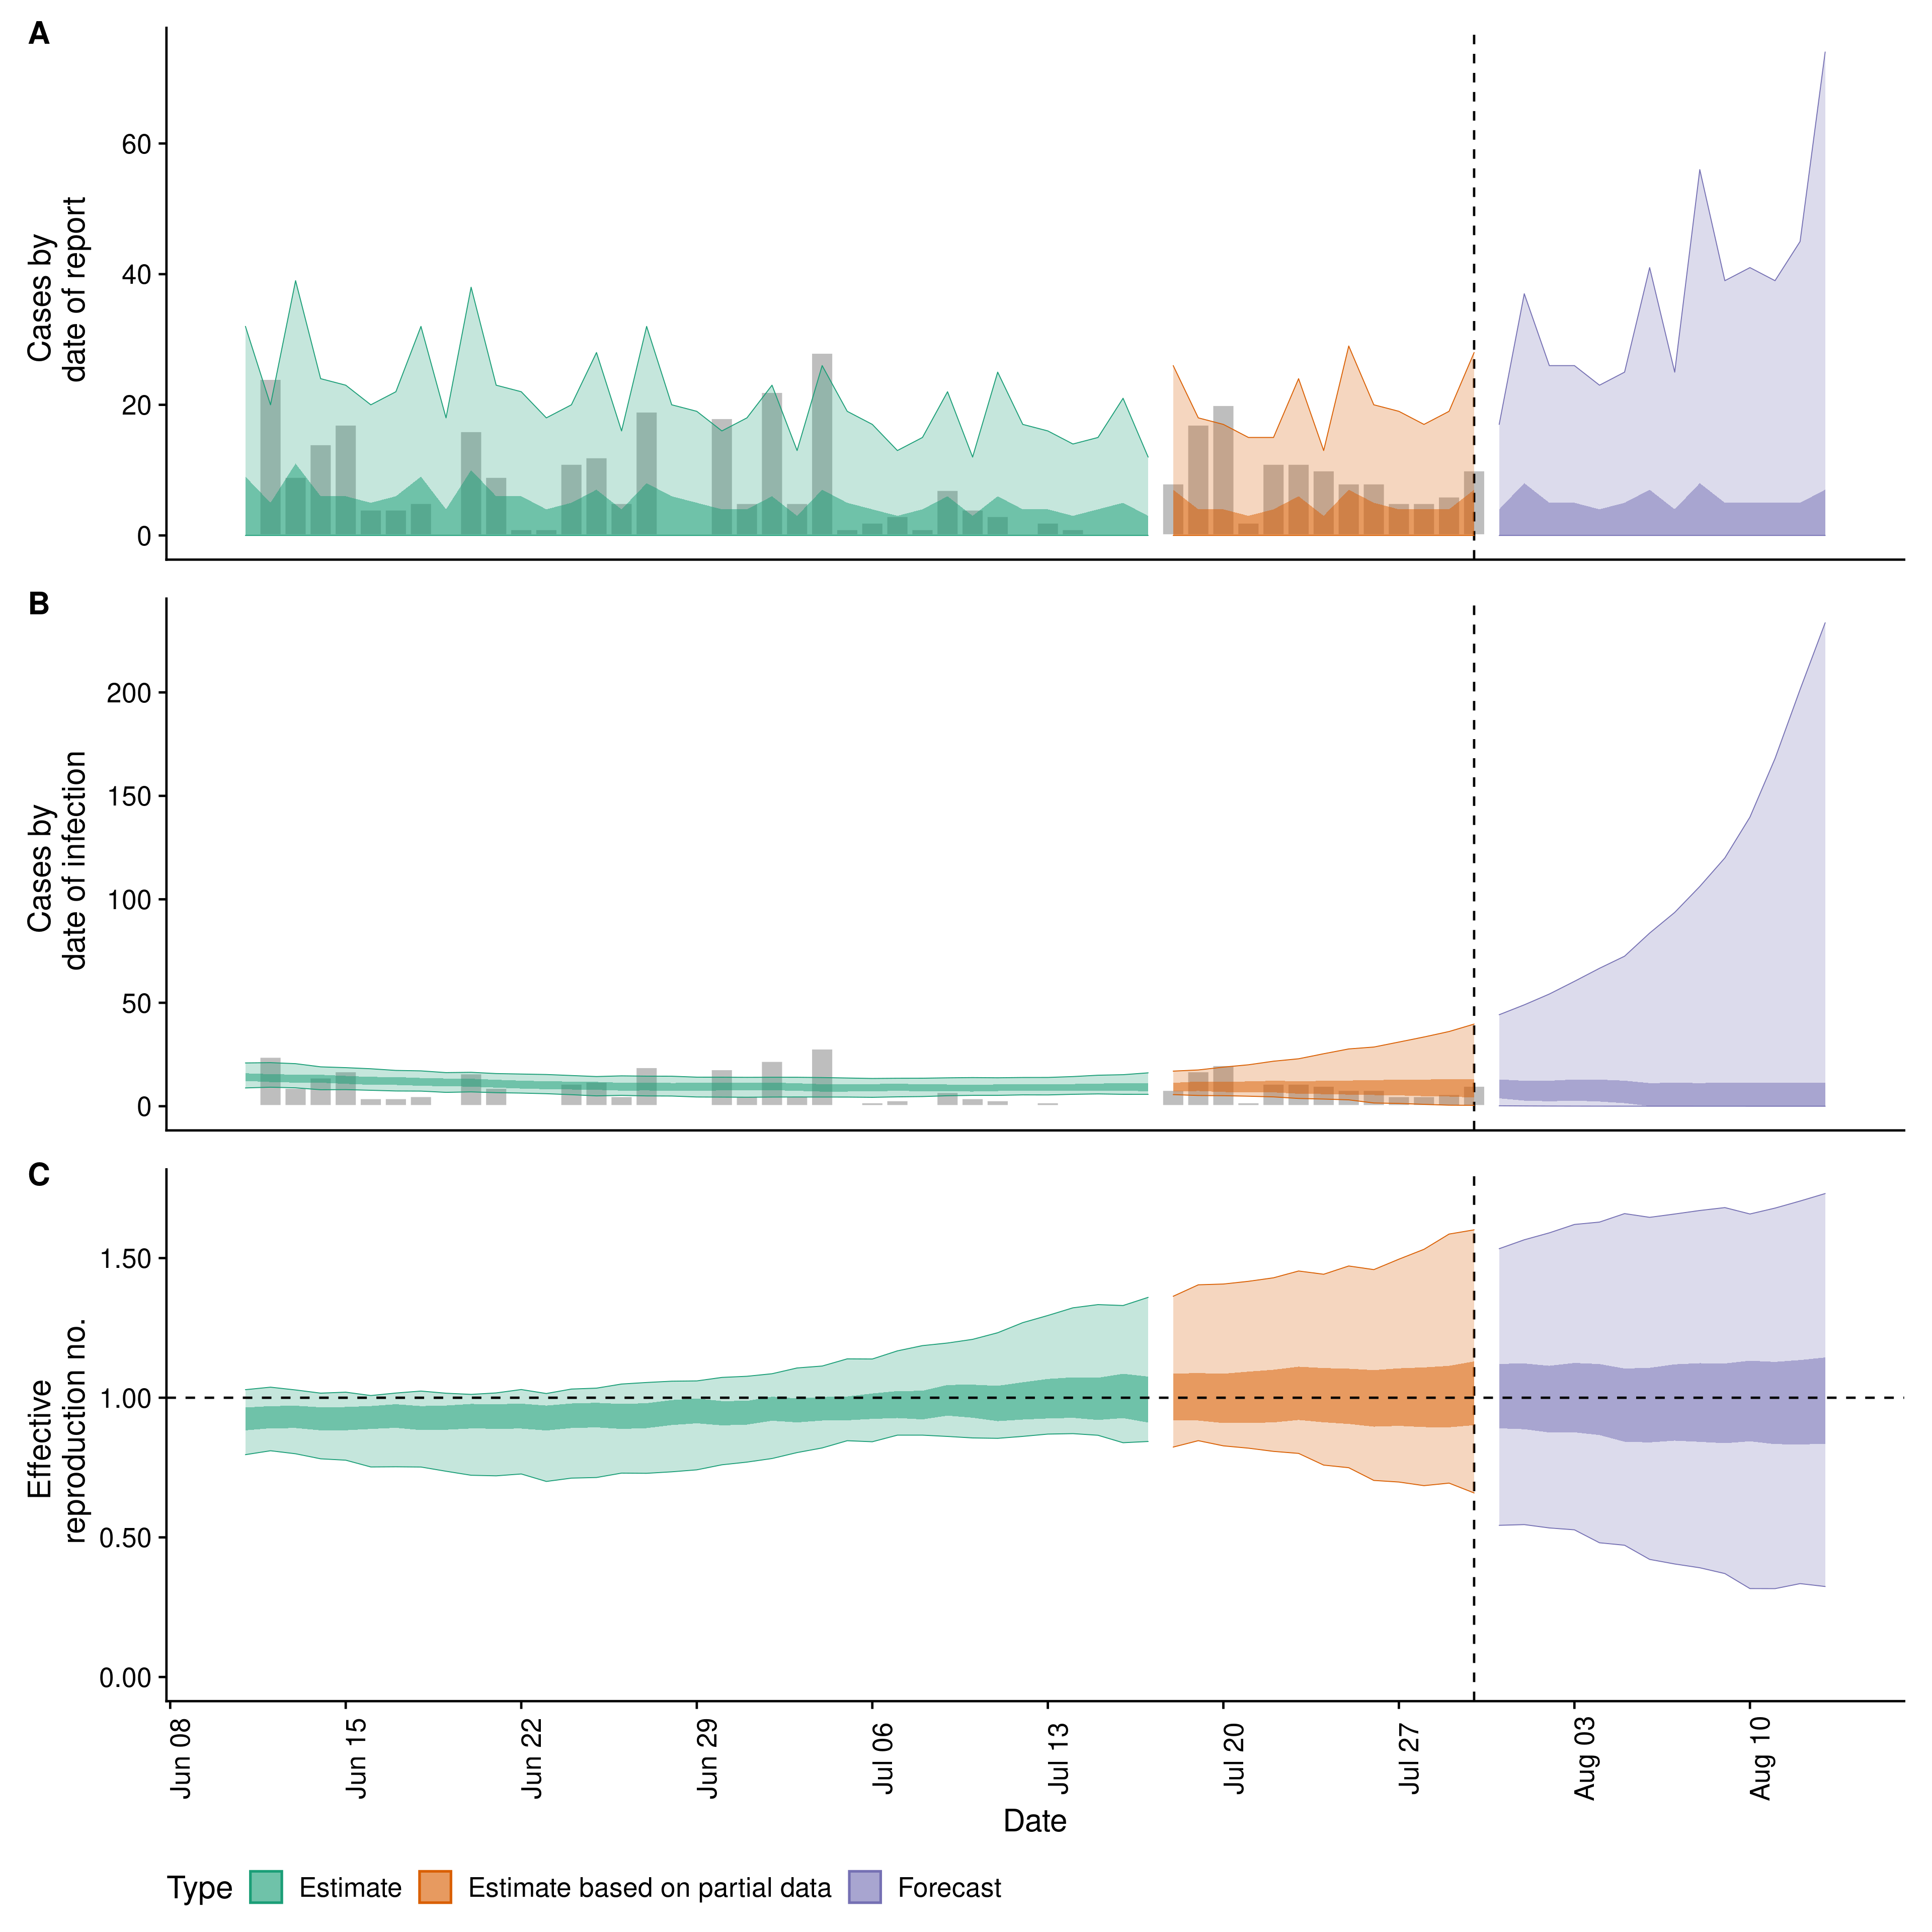 A
Cases by
date of report
60
40
20
0
B
Cases by
date of infection
200
150
100
50
0
C
Effective
reproduction no.
1.50
1.00
0.50
0.00
Jun 08
Jun 15
Jun 22
Jun 29
Jul 06
Jul 13
Jul 20
Jul 27
Aug 03
Aug 10
Date
Type Estimate Estimate based on partial data Forecast